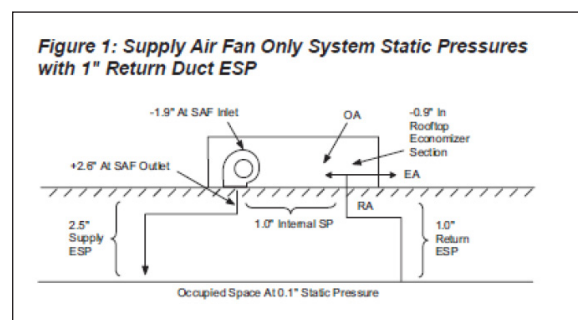 Figure 1: Supply Air Fan Only System Static Pressures
with 1" Return Duct ESP
-1.9" At SAF Inlet
OA
-0.9" In
Rooftop
Economizer
Section
+2.6" At SAF Outlet
EA
2.5"
Supply
ESP
1.0" Internal SP
RA
1.0"
Return
ESP
Occupied Space At 0.1" Static Pressure